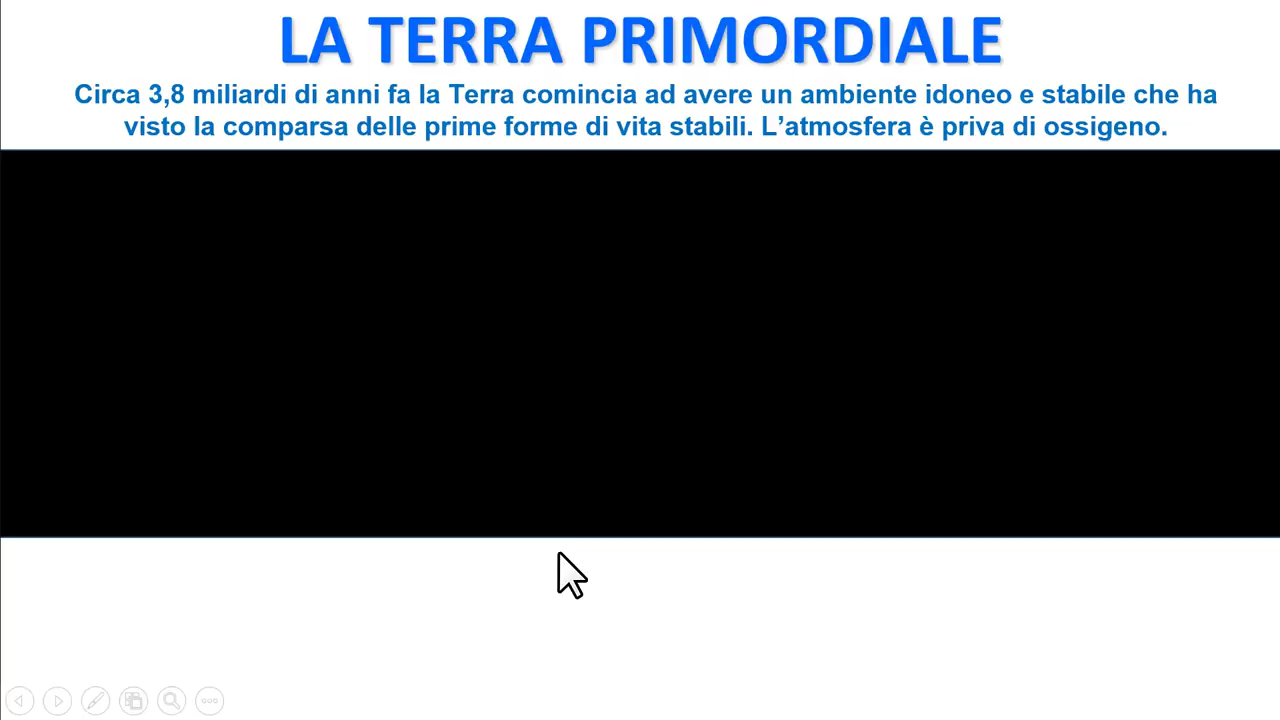 LA TERRA PRIMORDIALE
Circa 3,8 miliardi di anni fa la Terra comincia ad avere un ambiente idoneo e stabile che ha
visto la comparsa delle prime forme di vita stabili. L’atmosfera è priva di ossigeno.